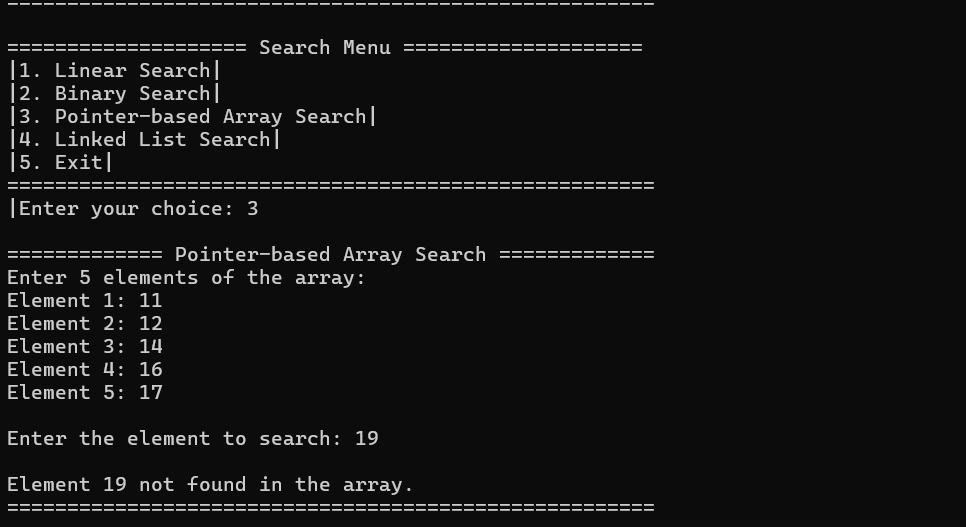 ======================================================
==================== Search Menu ====================
|1. Linear Search|
|2. Binary Search|
|3. Pointer-based Array Search|
|4. Linked List Search|
|5. Exit|
======================================================
|Enter your choice: 3
============= Pointer-based Array Search =============
Enter 5 elements of the array:
Element 1: 11
Element 2: 12
Element 3: 14
Element 4: 16
Element 5: 17
Enter the element to search: 19
Element 19 not found in the array.
======================================================